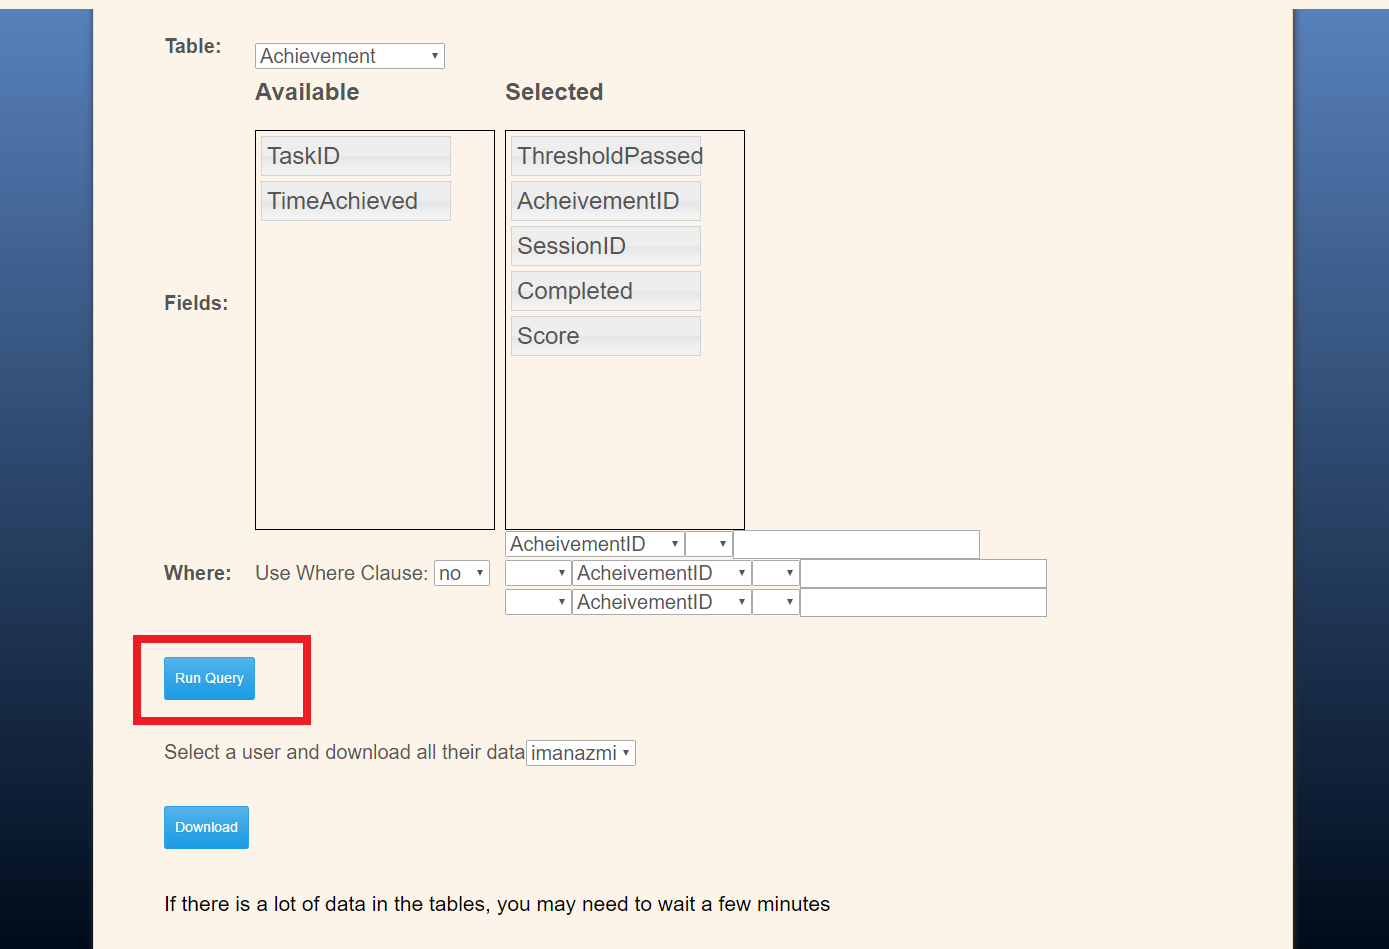 Table: Achievement
Available Selected
TaskID ThresholdPassed
TimeAchieved AcheivementID
SessionID
Fields: Completed
Score
AcheivementID
Where: Use Where Clause: no AcheivementID
AcheivementID
Run Query
Select a user and download all their data imanazmi
Download
If there is a lot of data in the tables, you may need to wait a few minutes